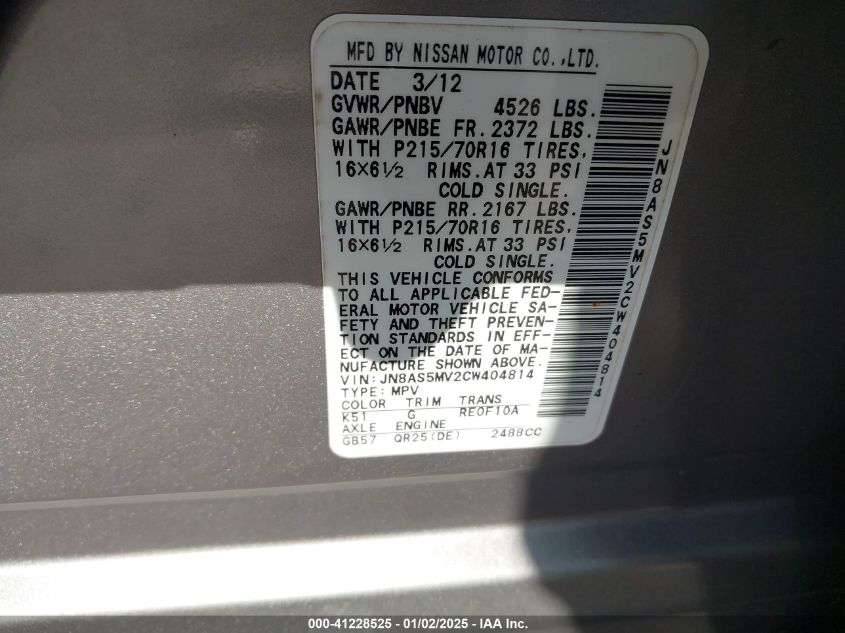 MFD BY NISSAN MOTOR CO.,LTD.
DATE 3/12
GVWR/PNBV 4526 LBS.
GAWR/PNBE FR. 2372 LBS.
WITH P215/70R16 TIRES,
16×6½ RIMS. AT 33 PSI
COLD SINGLE.
GAWR/PNBE RR. 2167 LBS.
WITH P215/70R16 TIRES,
16×6½ RIMS. AT 33 PSI
COLD SINGLE.
THIS VEHICLE CONFORMS
TO ALL APPLICABLE FED-
ERAL MOTOR VEHICLE SA-
FETY AND THEFT PREVEN-
TION STANDARDS IN EFF-
ECT ON THE DATE OF MA-
NUFACTURE SHOWN ABOVE.
VIN: JN8AS5MV2CW404814
TYPE: MPV
COLOR TRIM TRANS
K51 G RE0F10A
AXLE ENGINE
GB57 QR25(DE) 2488CC
JN8AS5MV2CW404814
000-41228525 - 01/02/2025 - IAA Inc.